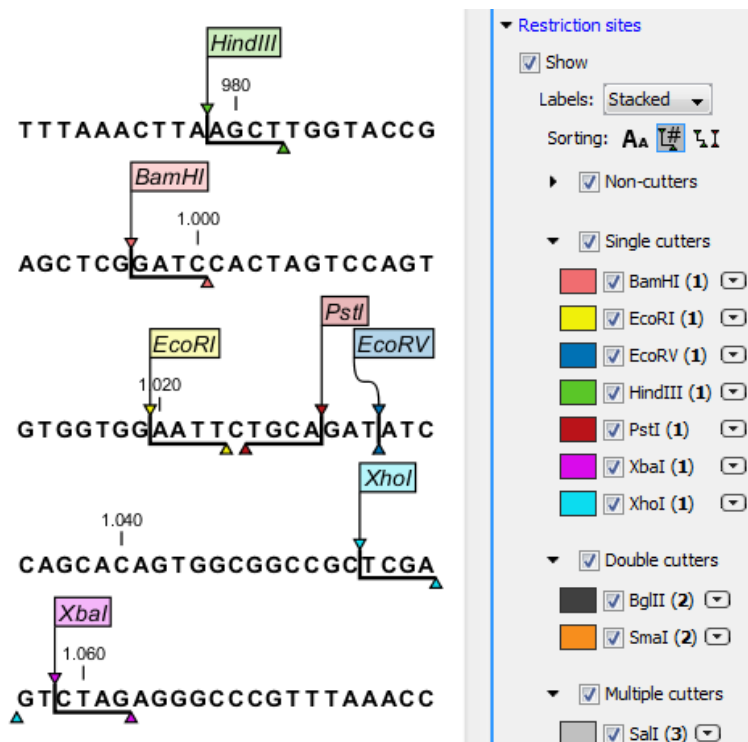 HindIII
980
TTTAAACTTAAGCTTGGTACCG
BamHI
1.000
AGCTCGGATCCACTAGTCCAGT
PstI
EcoRI
EcoRV
1.020
GTGGTGGAATTCTGCAGATATC
XhoI
1.040
CAGCACAGTGGCGGCCGCTCGA
XbaI
1.060
GTCTAGAGGGCCCGTTTAAACC
Restriction sites
Show
Labels: Stacked
Sorting: AA #
Non-cutters
Single cutters
BamHI (1)
EcoRI (1)
EcoRV (1)
HindIII (1)
PstI (1)
XbaI (1)
XhoI (1)
Double cutters
BglII (2)
SmaI (2)
Multiple cutters
SalI (3)